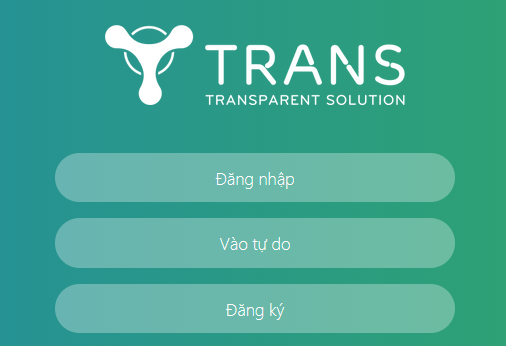 TRANS
TRANSPARENT SOLUTION
Đăng nhập
Vào tự do
Đăng ký